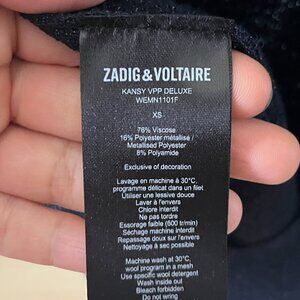 ZADIG&VOLTAIRE
KANSY VPP DELUXE
WEMN1101F
XS
76% Viscose
16% Polyester métalisé /
Metallised Polyester
8% Polyamide
Exclusive of decoration
Lavage en machine à 30°C,
programme délicat dans un filet
Utiliser une lessive douce
Laver à l'envers
Chlore interdit
Ne pas tordre
Essorage faible (600 tr/min)
Séchage machine interdit
Repassage doux sur l'envers
Nettoyage à sec possible
Machine wash at 30°C,
wool program in a mesh
Use specific wool detergent
Wash inside out
Bleach forbidden
Do not wring